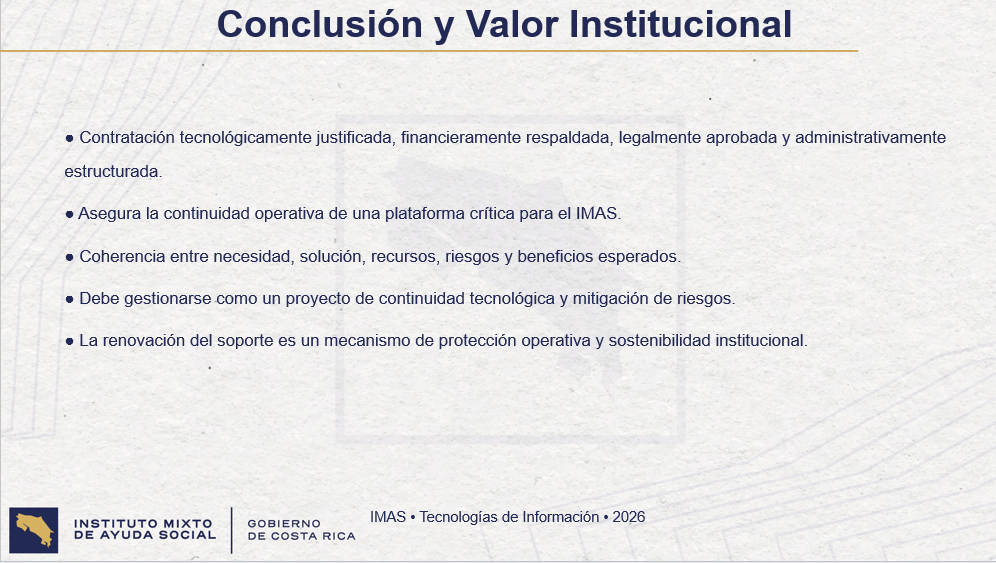 Conclusión y Valor Institucional
● Contratación tecnológicamente justificada, financieramente respaldada, legalmente aprobada y administrativamente
estructurada.
● Asegura la continuidad operativa de una plataforma crítica para el IMAS.
● Coherencia entre necesidad, solución, recursos, riesgos y beneficios esperados.
● Debe gestionarse como un proyecto de continuidad tecnológica y mitigación de riesgos.
● La renovación del soporte es un mecanismo de protección operativa y sostenibilidad institucional.
INSTITUTO MIXTO
DE AYUDA SOCIAL
GOBIERNO
DE COSTA RICA
IMAS • Tecnologías de Información • 2026